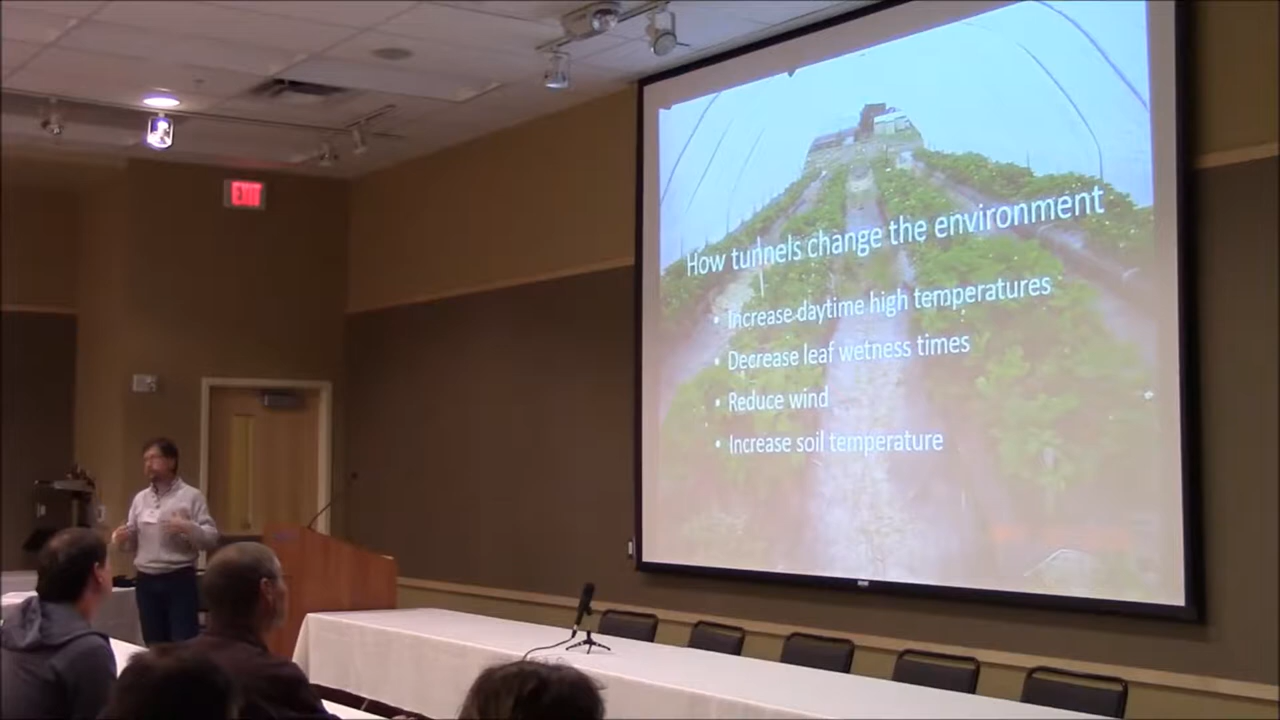 EXIT
How tunnels change the environment
• Increase daytime high temperatures
• Decrease leaf wetness times
• Reduce wind
• Increase soil temperature